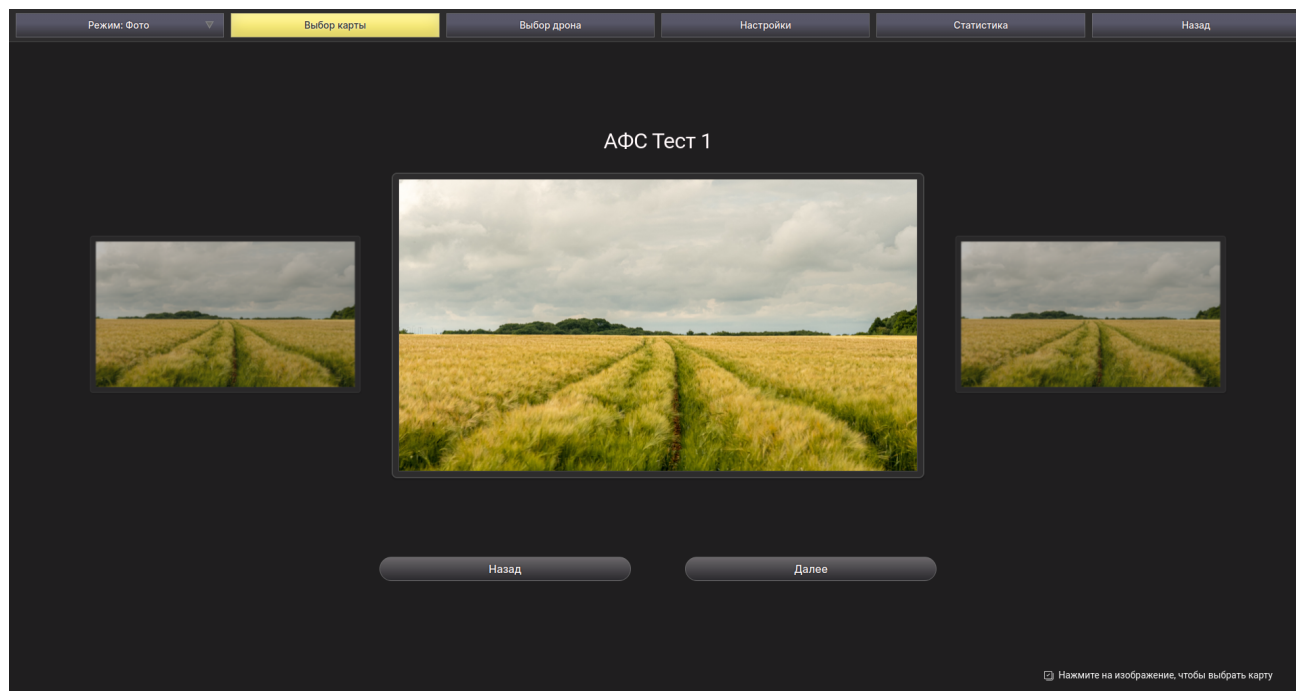 Режим: Фото
Выбор карты
Выбор дрона
Настройки
Статистика
Назад
АФС Тест 1
Назад
Далее
Нажмите на изображение, чтобы выбрать карту